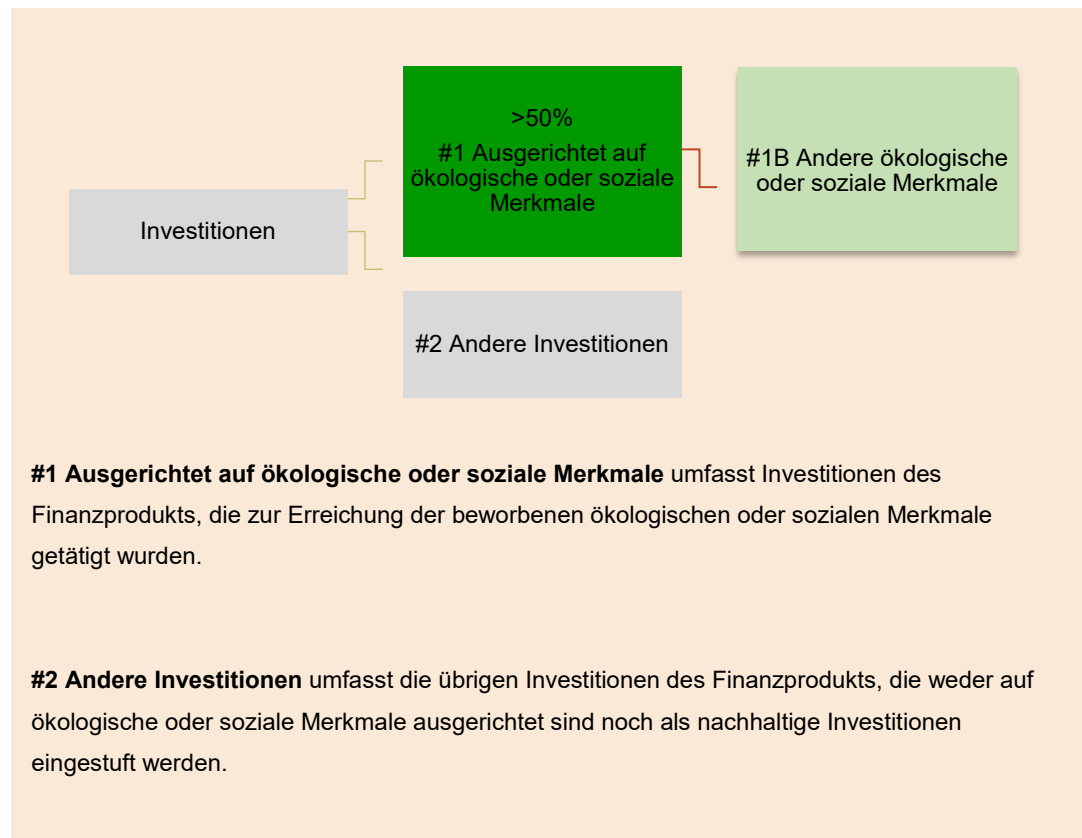 >50%
#1 Ausgerichtet auf
ökologische oder soziale
Merkmale
#1B Andere ökologische
oder soziale Merkmale
Investitionen
#2 Andere Investitionen
#1 Ausgerichtet auf ökologische oder soziale Merkmale umfasst Investitionen des
Finanzprodukts, die zur Erreichung der beworbenen ökologischen oder sozialen Merkmale
getätigt wurden.
#2 Andere Investitionen umfasst die übrigen Investitionen des Finanzprodukts, die weder auf
ökologische oder soziale Merkmale ausgerichtet sind noch als nachhaltige Investitionen
eingestuft werden.